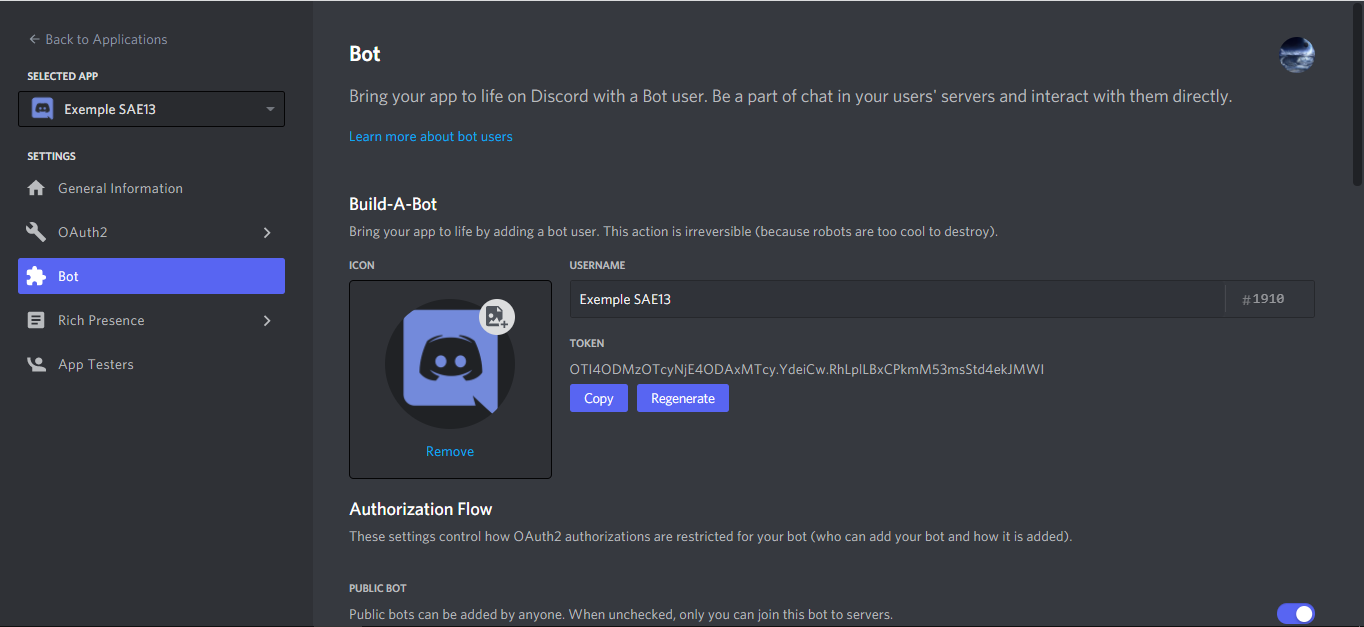 ← Back to Applications
SELECTED APP
Exemple SAE13
SETTINGS
General Information
OAuth2
Bot
Rich Presence
App Testers
Bot
Bring your app to life on Discord with a Bot user. Be a part of chat in your users' servers and interact with them directly.
Learn more about bot users
Build-A-Bot
Bring your app to life by adding a bot user. This action is irreversible (because robots are too cool to destroy).
ICON
Remove
USERNAME
Exemple SAE13
#1910
TOKEN
Copy
Regenerate
Authorization Flow
These settings control how OAuth2 authorizations are restricted for your bot (who can add your bot and how it is added).
PUBLIC BOT
Public bots can be added by anyone. When unchecked, only you can join this bot to servers.